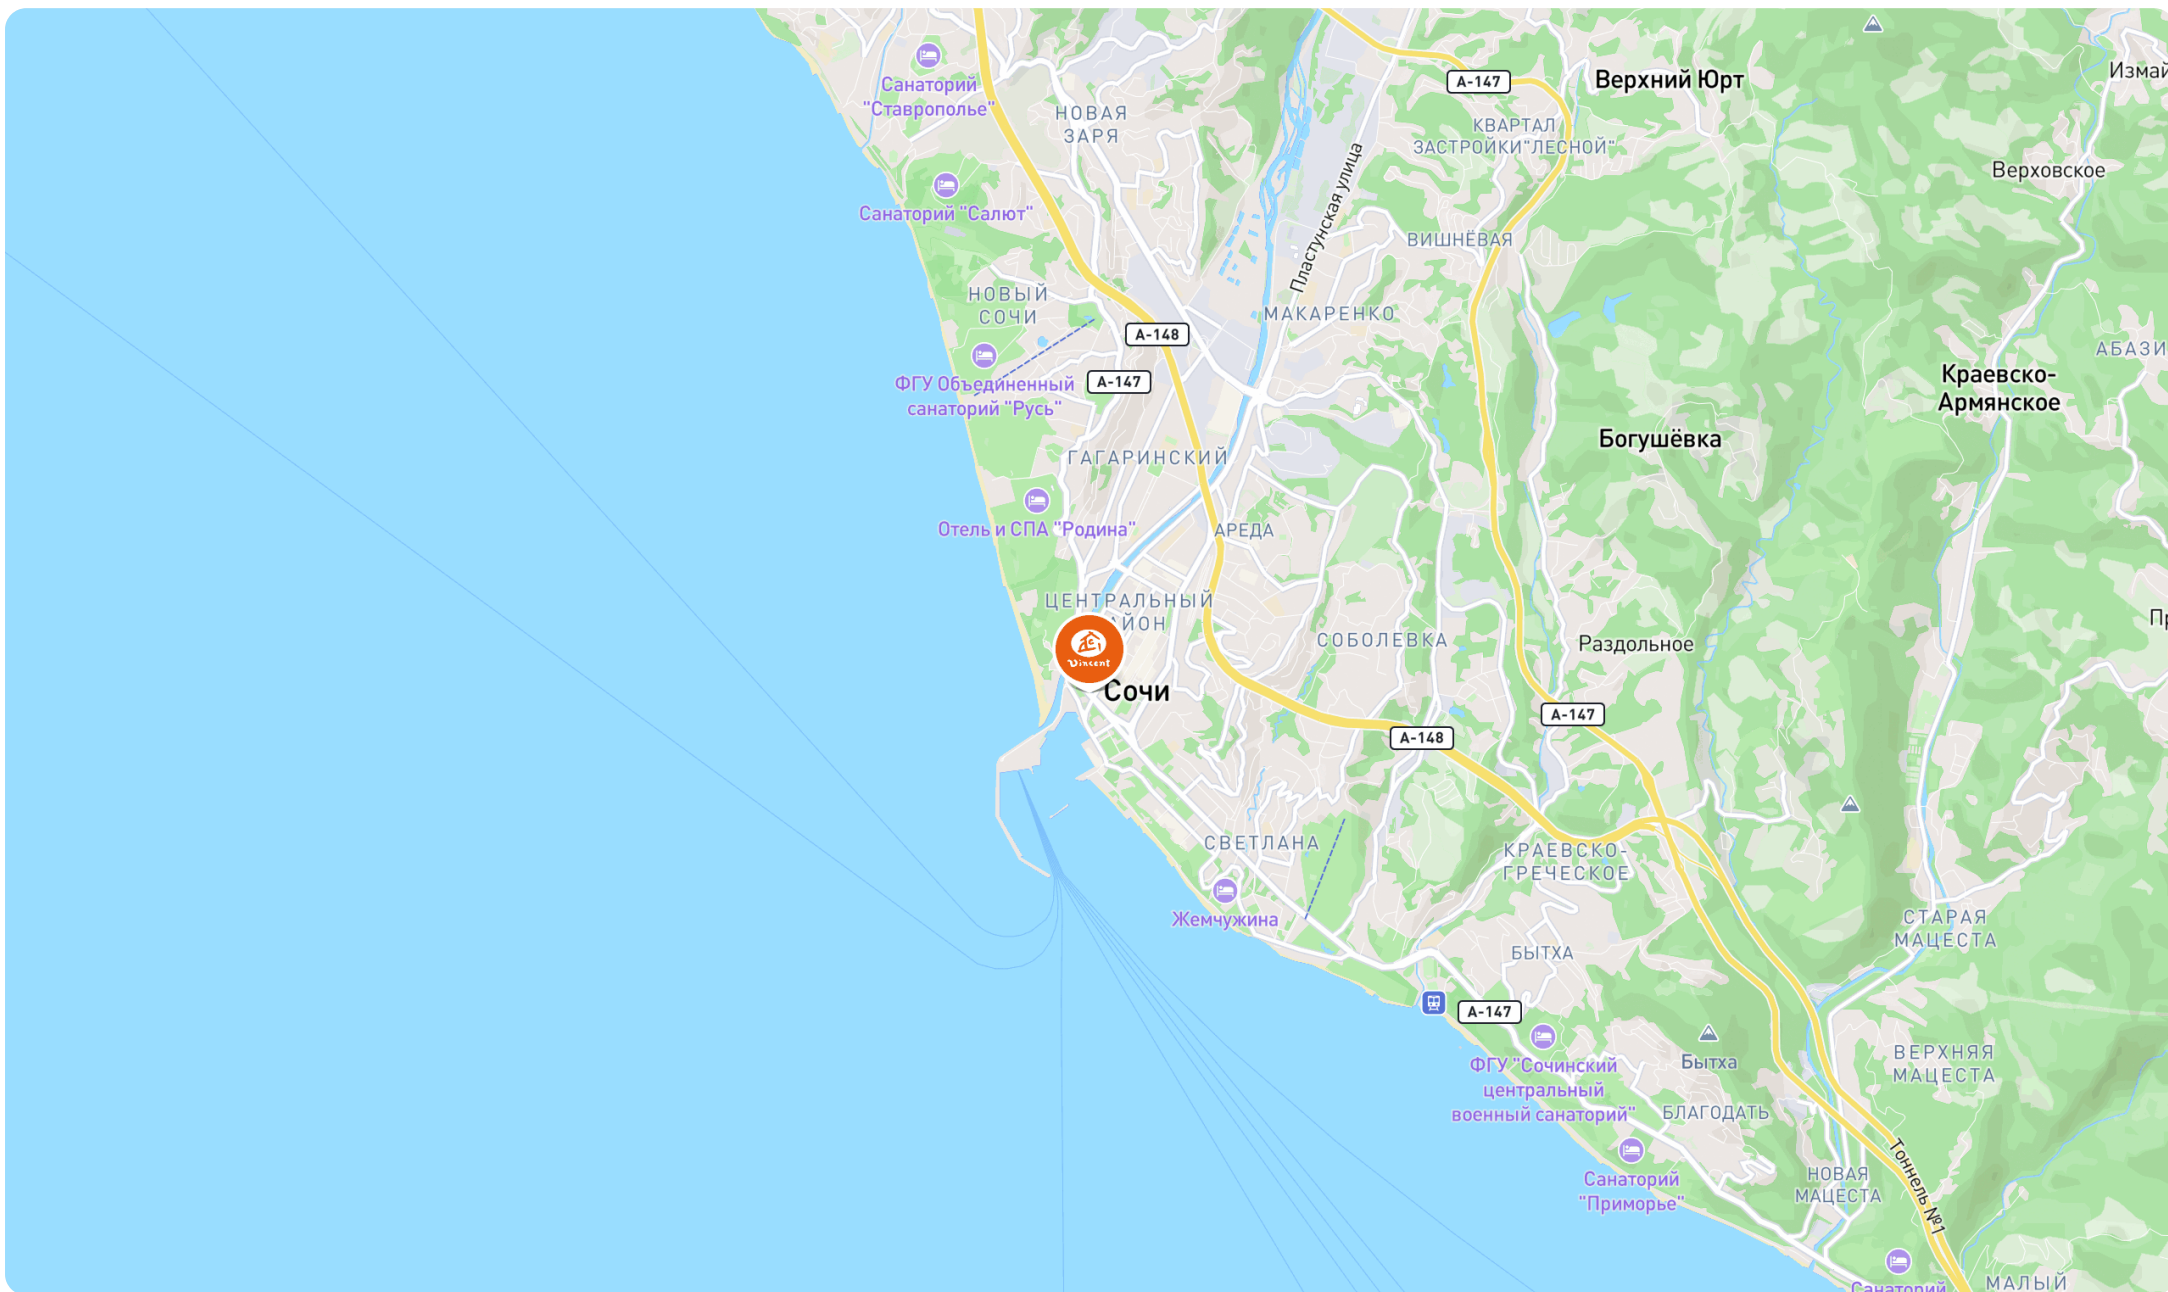 Санаторий
"Ставрополье"
НОВАЯ
ЗАРЯ
A-147
Верхний Юрт
КВАРТАЛ
ЗАСТРОЙКИ"ЛЕСНОЙ"
Пластунская улица
Верховское
Санаторий "Салют"
ВИШНЁВАЯ
НОВЫЙ
СОЧИ
МАКАРЕНКО
A-148
A-147
ФГУ Объединенный
санаторий "Русь"
Краевско-
Армянское
Богушёвка
ГАГАРИНСКИЙ
Отель и СПА "Родина"
АРЕДА
ЦЕНТРАЛЬНЫЙ
Vincent
Сочи
СОБОЛЕВКА
Раздольное
A-147
A-148
СВЕТЛАНА
КРАЕВСКО-
ГРЕЧЕСКОЕ
Жемчужина
СТАРАЯ
МАЦЕСТА
БЫТХА
A-147
ФГУ "Сочинский
центральный
военный санаторий"
Бытха
ВЕРХНЯЯ
МАЦЕСТА
БЛАГОДАТЬ
Санаторий
"Приморье"
НОВАЯ
МАЦЕСТА
Тоннель №1
Санаторий
МАЛЫЙ